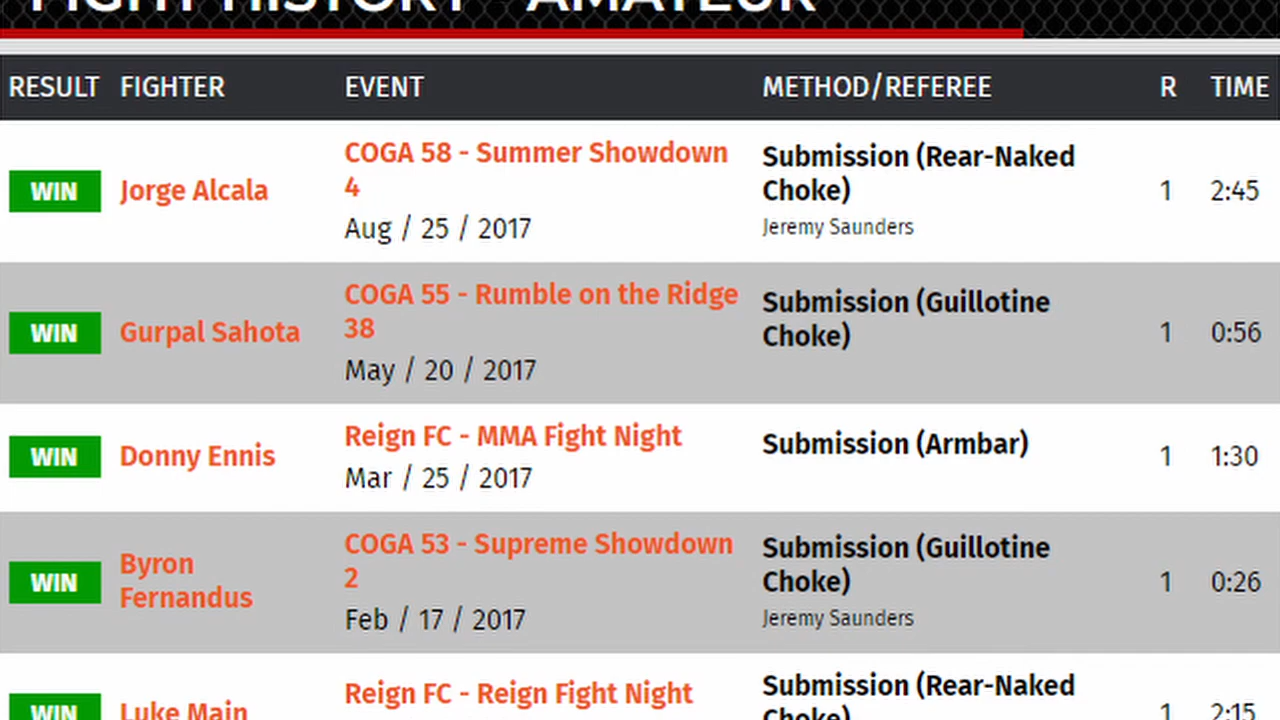 FIGHT HISTORY - AMATEUR
RESULT FIGHTER EVENT METHOD/REFEREE R TIME
COGA 58 - Summer Showdown
4
Aug / 25 / 2017
WIN Jorge Alcala
Submission (Rear-Naked
Choke)
Jeremy Saunders
1 2:45
COGA 55 - Rumble on the Ridge
38
May / 20 / 2017
WIN Gurpal Sahota
Submission (Guillotine
Choke)
1 0:56
Reign FC - MMA Fight Night
Mar / 25 / 2017
WIN Donny Ennis
Submission (Armbar)
1 1:30
COGA 53 - Supreme Showdown
2
Feb / 17 / 2017
WIN Byron
Fernandus
Submission (Guillotine
Choke)
Jeremy Saunders
1 0:26
Reign FC - Reign Fight Night
WIN Luke Main
Submission (Rear-Naked
Choke)
1 2:15